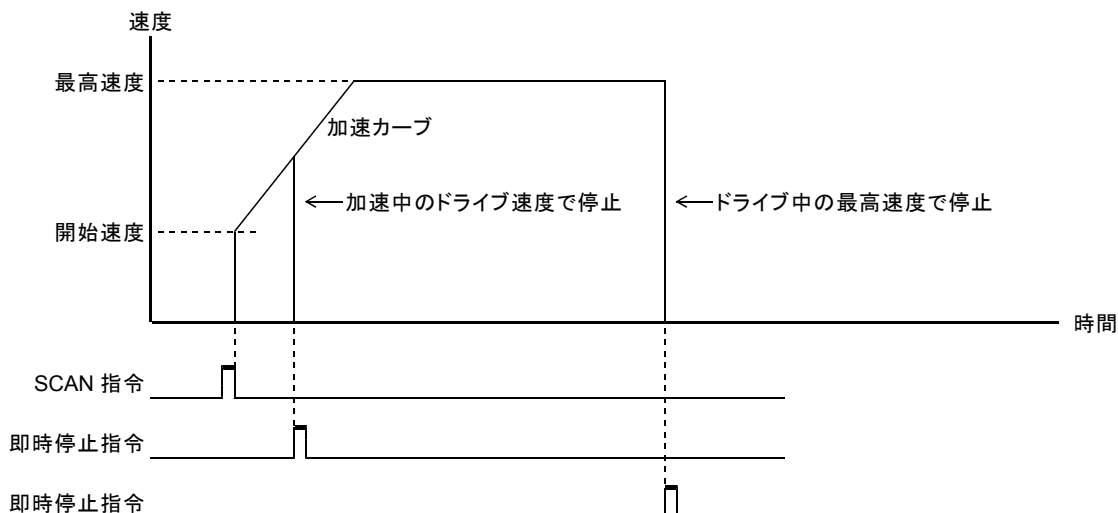 速度
最高速度
加速カーブ
←加速中のドライブ速度で停止
←ドライブ中の最高速度で停止
開始速度
時間
SCAN 指令
即時停止指令
即時停止指令